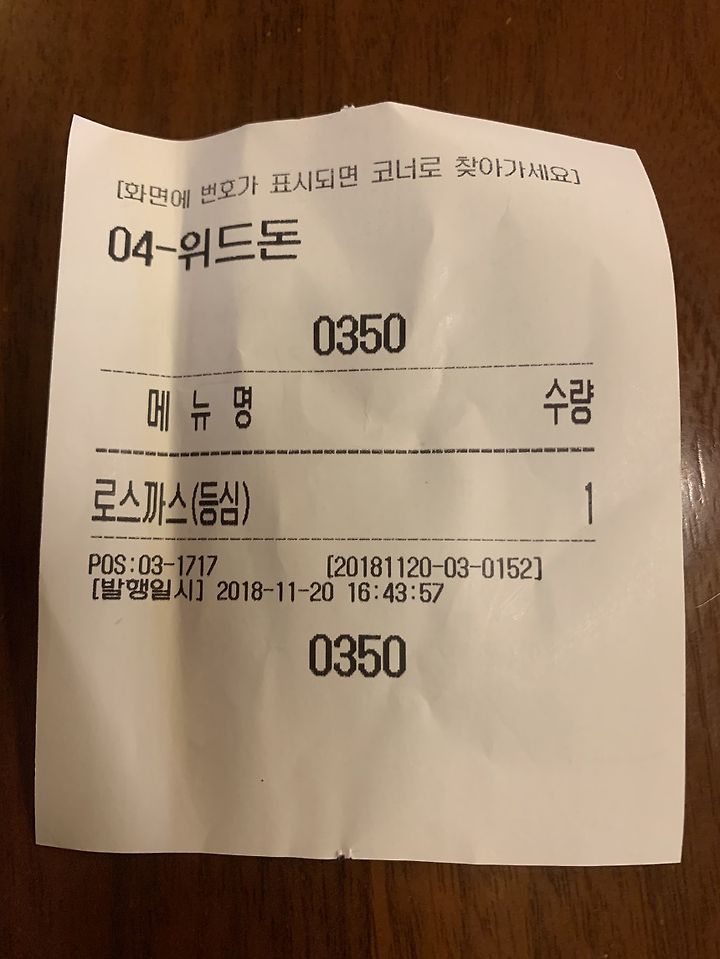 [화면에 번호가 표시되면 코너로 찾아가세요]
04-위드돈
0350
메 뉴 명 수량
로스까스(등심) 1
POS:03-1717 [20181120-03-0152]
[발행일시] 2018-11-20 16:43:57
0350